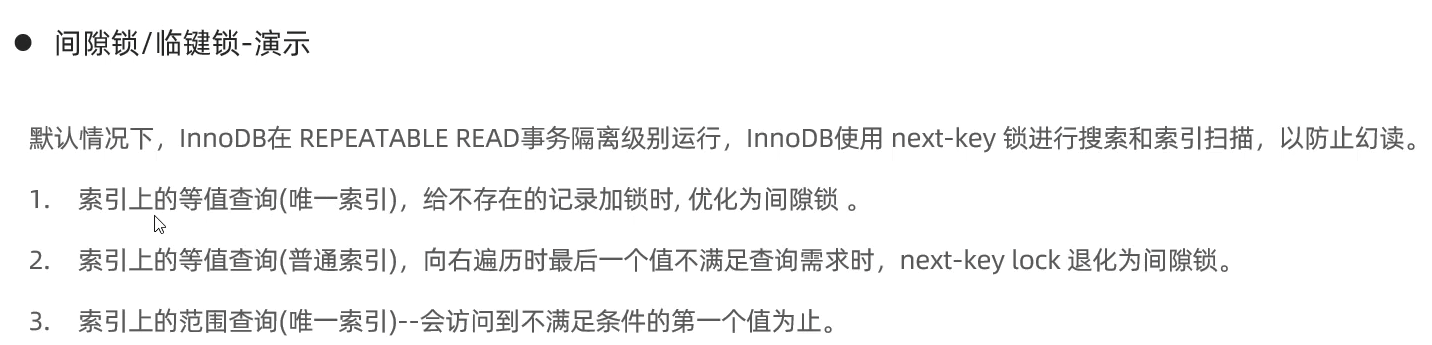 ● 间隙锁/临键锁-演示
默认情况下，InnoDB在 REPEATABLE READ事务隔离级别运行，InnoDB使用 next-key 锁进行搜索和索引扫描，以防止幻读。
1. 索引上的等值查询(唯一索引)，给不存在的记录加锁时, 优化为间隙锁 。
2. 索引上的等值查询(普通索引)，向右遍历时最后一个值不满足查询需求时，next-key lock 退化为间隙锁。
3. 索引上的范围查询(唯一索引)--会访问到不满足条件的第一个值为止。